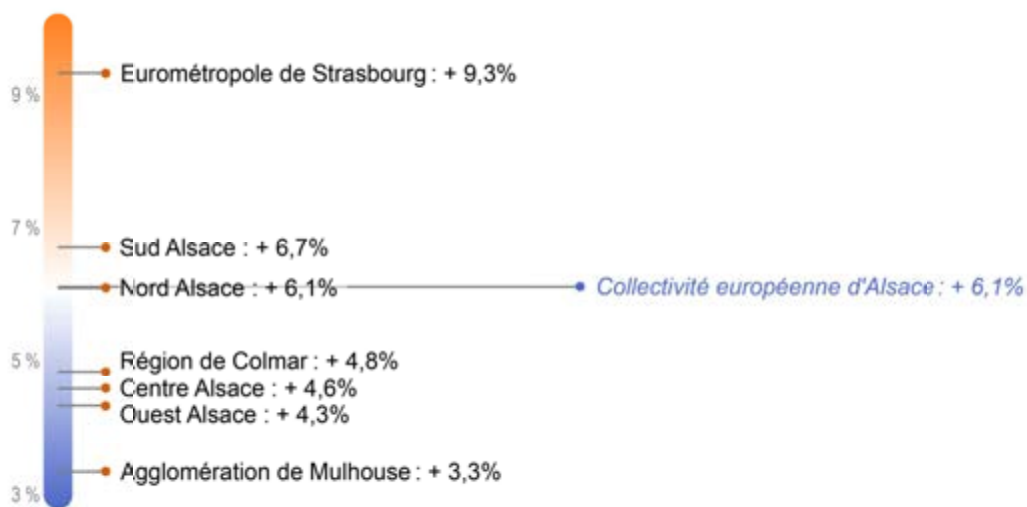 Eurométropole de Strasbourg : + 9,3%
9 %
7 %
Sud Alsace : + 6,7%
Nord Alsace : + 6,1%
Collectivité européenne d'Alsace : + 6,1%
5 %
Région de Colmar : + 4,8%
Centre Alsace : + 4,6%
Ouest Alsace : + 4,3%
Agglomération de Mulhouse : + 3,3%
3 %